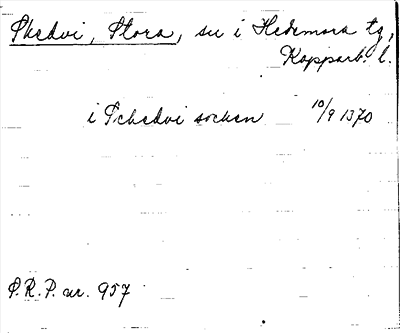 Skedvi, Stora, sn i Hedemora tg,
Kopparb. l.
i Schedvi socken 10/9 1370
S.R.P. nr. 957